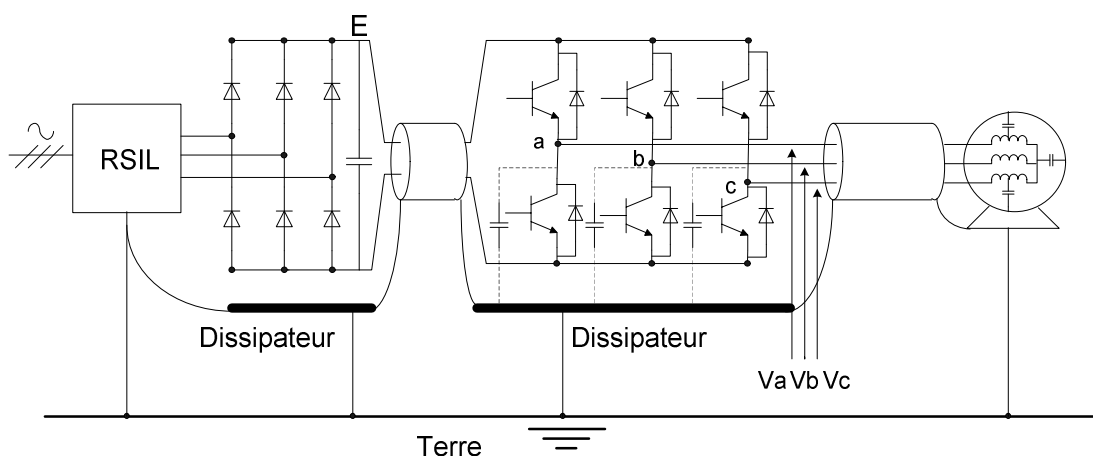 E
RSIL
a
b
c
Dissipateur
Dissipateur
Va Vb Vc
Terre